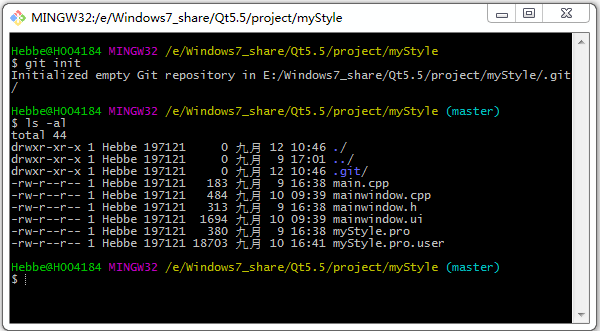 MINGW32:/e/Windows7_share/Qt5.5/project/myStyle
Hebbe@H004184 MINGW32 /e/Windows7_share/Qt5.5/project/myStyle
$ git init
Initialized empty Git repository in E:/Windows7_share/Qt5.5/project/myStyle/.git
/
Hebbe@H004184 MINGW32 /e/Windows7_share/Qt5.5/project/myStyle (master)
$ ls -al
total 44
drwxr-xr-x 1 Hebbe 197121     0 九月 12 10:46 ./
drwxr-xr-x 1 Hebbe 197121     0 九月  9 17:01 ../
drwxr-xr-x 1 Hebbe 197121     0 九月 12 10:46 .git/
-rw-r--r-- 1 Hebbe 197121   183 九月  9 16:38 main.cpp
-rw-r--r-- 1 Hebbe 197121   484 九月 10 09:39 mainwindow.cpp
-rw-r--r-- 1 Hebbe 197121   313 九月  9 16:38 mainwindow.h
-rw-r--r-- 1 Hebbe 197121  1694 九月 10 09:39 mainwindow.ui
-rw-r--r-- 1 Hebbe 197121   380 九月  9 16:38 myStyle.pro
-rw-r--r-- 1 Hebbe 197121 18703 九月 10 16:41 myStyle.pro.user
Hebbe@H004184 MINGW32 /e/Windows7_share/Qt5.5/project/myStyle (master)
$